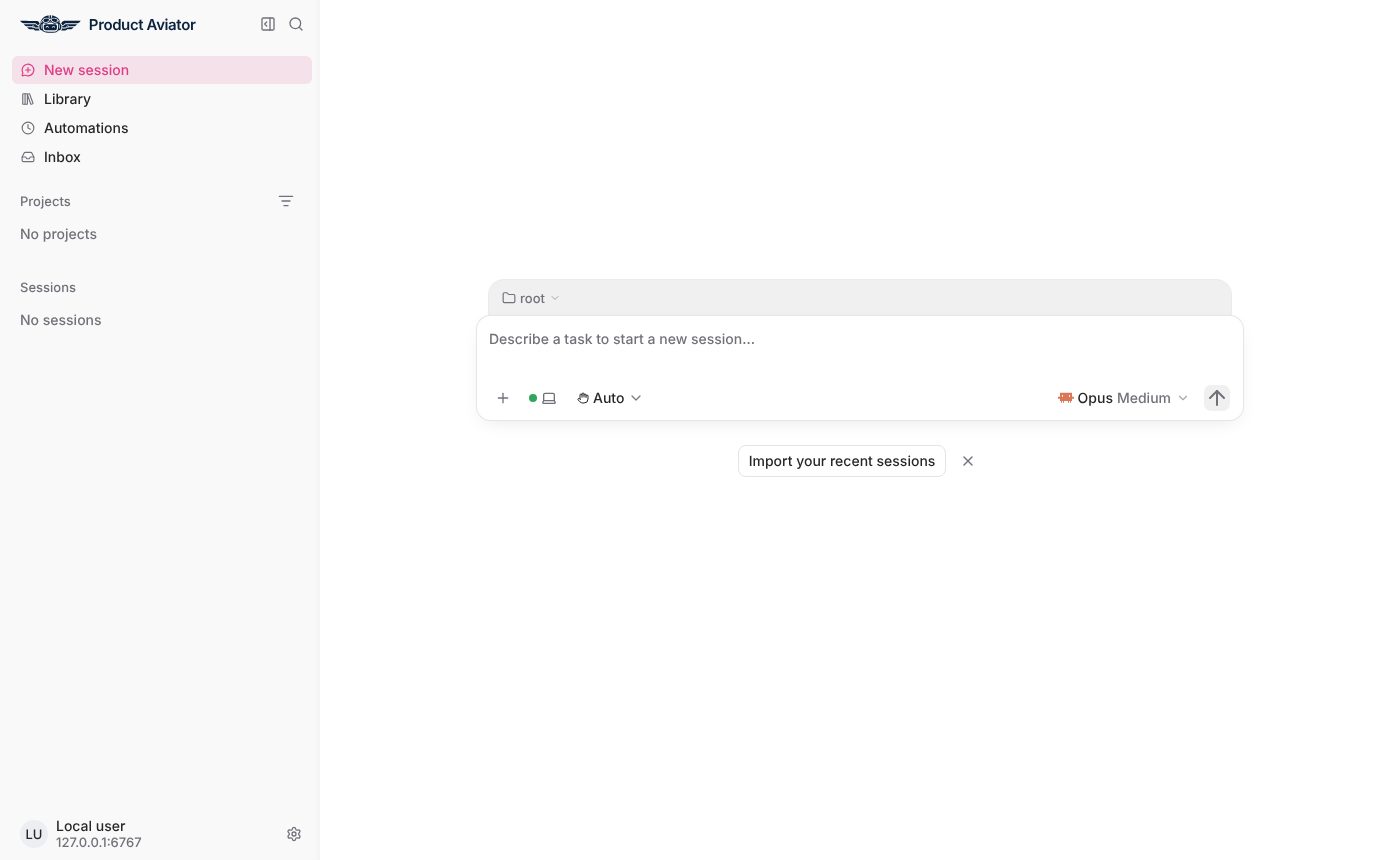 Product Aviator
New session
Library
Automations
Inbox
Projects
No projects
Sessions
No sessions
root
Describe a task to start a new session...
Auto
Opus Medium
Import your recent sessions
LU
Local user
127.0.0.1:6767